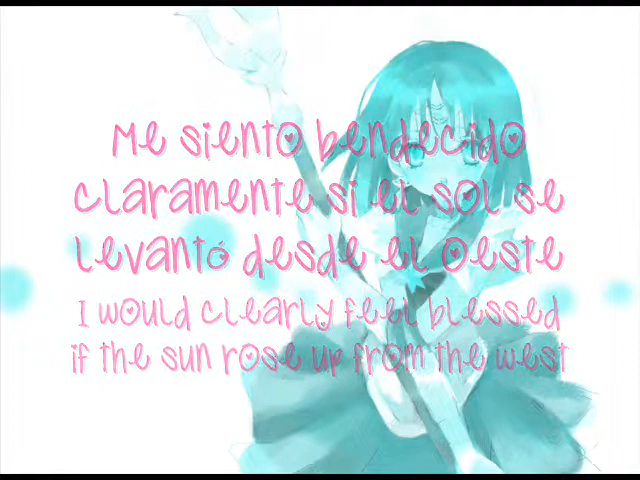 Me siento bendecido
claramente si el sol se
levantó desde el oeste
I would clearly feel blessed
if the sun rose up from the west